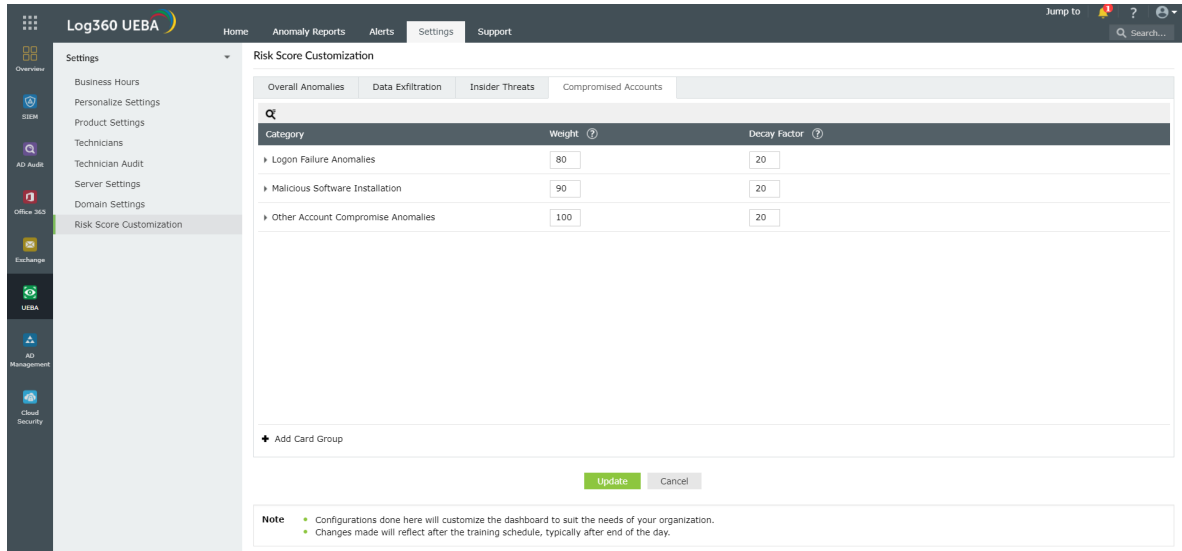 Jump to
1
?
Log360 UEBA
Home Anomaly Reports Alerts Settings Support
Search...
Overview
SIEM
AD Audit
Office 365
Exchange
UEBA
AD
Management
Cloud
Security
Settings
Business Hours
Personalize Settings
Product Settings
Technicians
Technician Audit
Server Settings
Domain Settings
Risk Score Customization
Risk Score Customization
Overall Anomalies Data Exfiltration Insider Threats Compromised Accounts
Category Weight ? Decay Factor ?
Logon Failure Anomalies 80 20
Malicious Software Installation 90 20
Other Account Compromise Anomalies 100 20
Add Card Group
Update Cancel
Note • Configurations done here will customize the dashboard to suit the needs of your organization.
• Changes made will reflect after the training schedule, typically after end of the day.